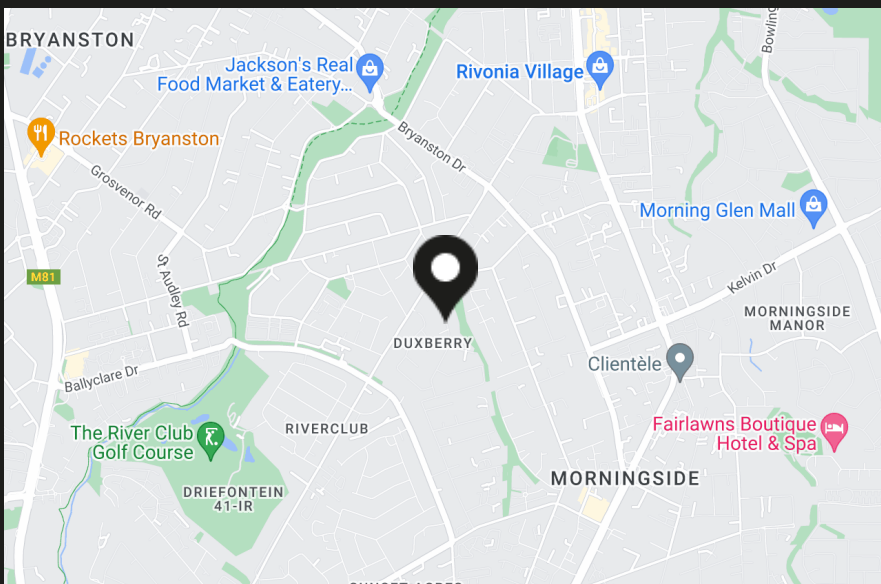 BRYANSTON
Bowling
Jackson's Real
Food Market & Eatery...
Rivonia Village
Rockets Bryanston
Bryanston Dr
Grosvenor Rd
Morning Glen Mall
St Audley Rd
M81
Kelvin Dr
MORNINGSIDE
MANOR
DUXBERRY
Clientèle
Ballyclare Dr
RIVERCLUB
The River Club
Golf Course
Fairlawns Boutique
Hotel & Spa
MORNINGSIDE
DRIEFONTEIN
41-IR